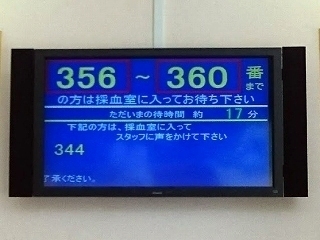 356 ～ 360 番まで
の方は採血室に入ってお待ち下さい
ただいまの待時間 約 17 分
下記の方は、採血室に入って
スタッフに声をかけて下さい
344
了承ください。